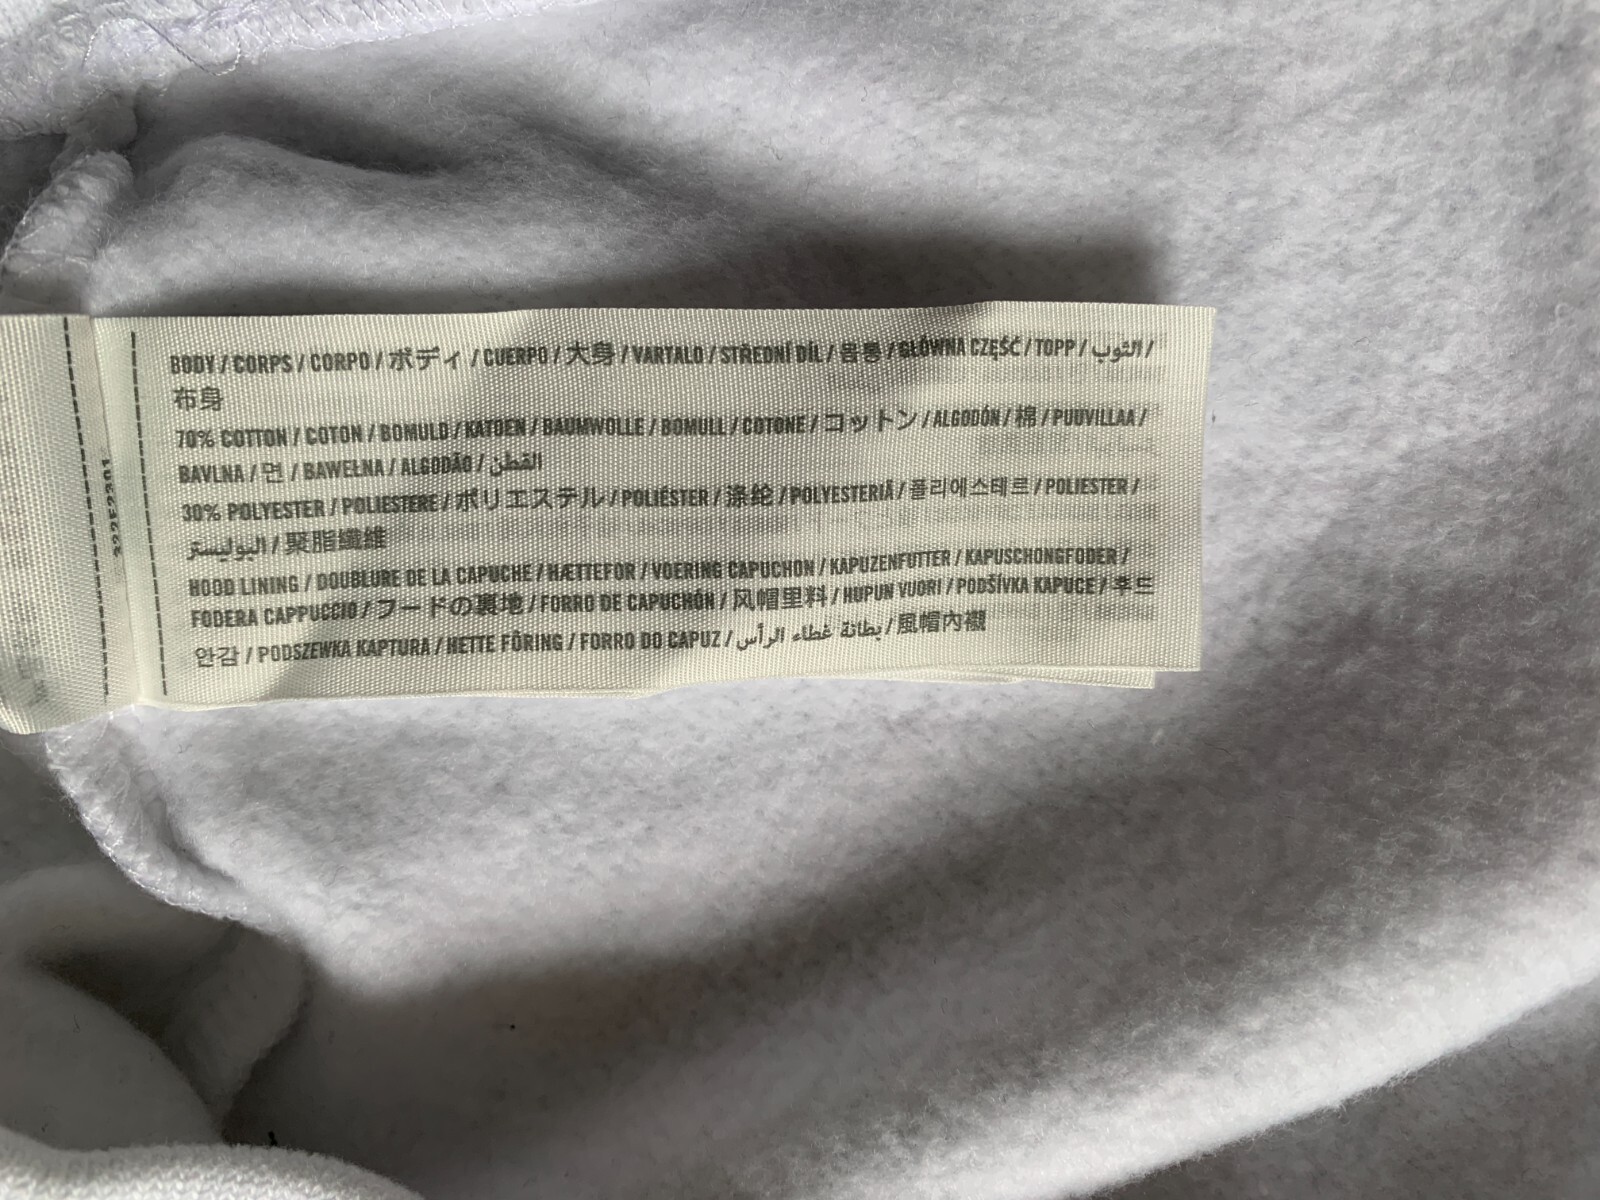 BODY / CORPS / CORPO / ボディ / CUERPO / 大身 / VARTALO / STŘEDNÍ DÍL / 몸통 / GŁÓWNA CZĘŚĆ / TOPP / الثوب /
布身
70% COTTON / COTON / BOMULD / KATOEN / BAUMWOLLE / BOMULL / COTONE / コットン / ALGODÓN / 棉 / PUUVILLAA /
BAVLNA / 면 / BAWEŁNA / ALGODÃO / القطن
30% POLYESTER / POLIESTERE / ポリエステル / POLIÉSTER / 涤纶 / POLYESTERIÄ / 폴리에스테르 / POLIESTER /
البوليستر / 聚脂纖維
HOOD LINING / DOUBLURE DE LA CAPUCHE / HÆTTEFOR / VOERING CAPUCHON / KAPUZENFUTTER / KAPUSCHONGFODER /
FODERA CAPPUCCIO / フードの裏地 / FORRO DE CAPUCHÓN / 风帽里料 / HUPUN VUORI / PODŠÍVKA KAPUCE / 후드
안감 / PODSZEWKA KAPTURA / HETTE FÔRING / FORRO DO CAPUZ / بطانة غطاء الرأس / 風帽內襯